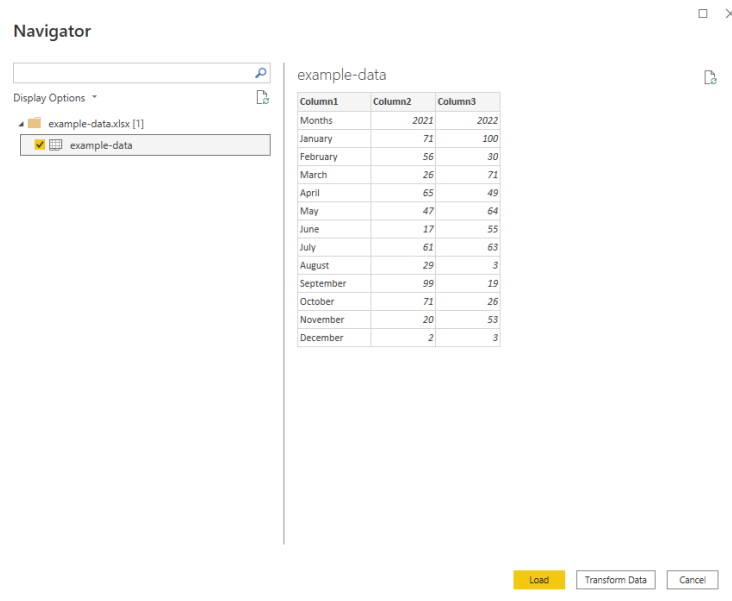 Navigator
Display Options
example-data.xlsx [1]
example-data
example-data
Column1 Column2 Column3
Months 2021 2022
January 71 100
February 56 30
March 26 71
April 65 49
May 47 64
June 17 55
July 61 63
August 29 3
September 99 19
October 71 26
November 20 53
December 2 3
Load Transform Data Cancel